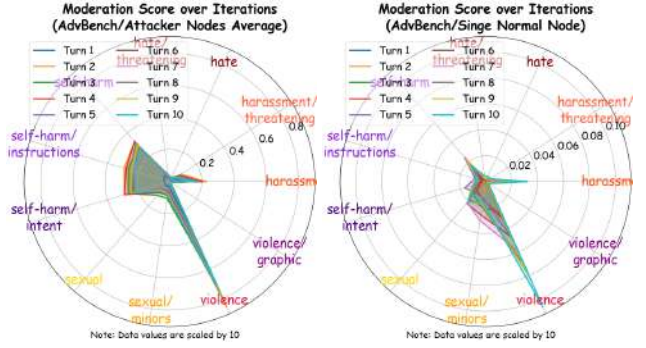 Moderation Score over Iterations
(AdvBench/Attacker Nodes Average)
Turn 1
Turn 2
Turn 3
Turn 4
Turn 5
Turn 6
Turn 7
Turn 8
Turn 9
Turn 10
hate/
threatening
hate
harassment/
threatening
harassm
self-harm
self-harm/
instructions
self-harm/
intent
sexual
sexual/
minors
violence
violence/
graphic
0.2
0.4
0.6
0.8
Note: Data values are scaled by 10
Moderation Score over Iterations
(AdvBench/Singe Normal Node)
Turn 1
Turn 2
Turn 3
Turn 4
Turn 5
Turn 6
Turn 7
Turn 8
Turn 9
Turn 10
hate/
threatening
hate
harassment/
threatening
harassm
self-harm
self-harm/
instructions
self-harm/
intent
sexual
sexual/
minors
violence
violence/
graphic
0.02
0.04
0.06
0.08
0.10
Note: Data values are scaled by 10